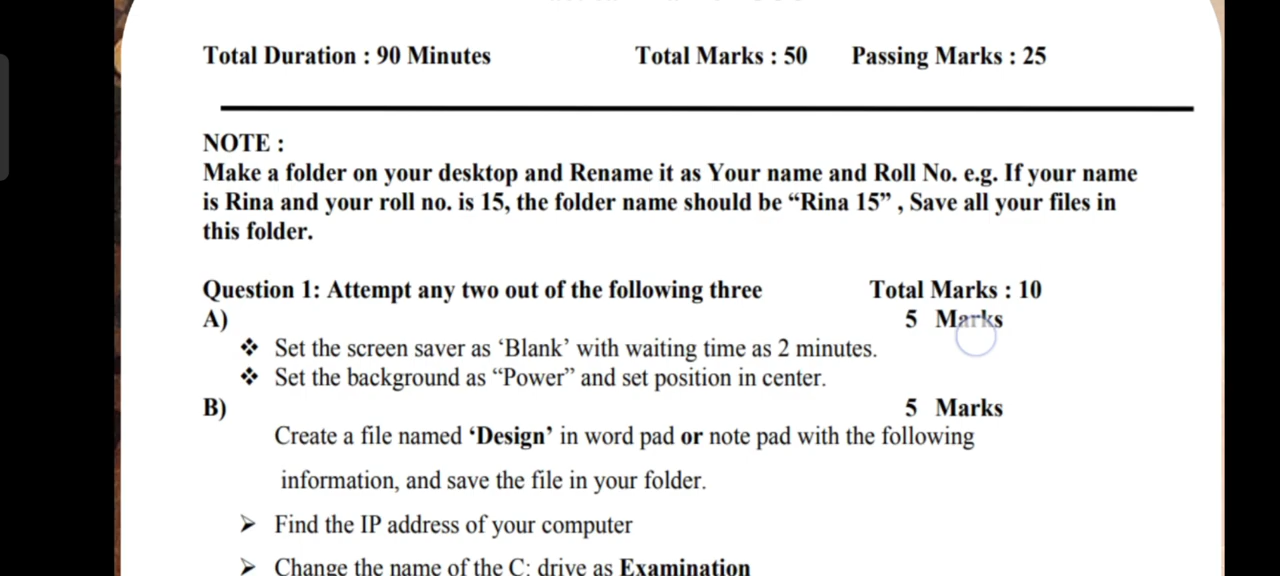 Total Duration : 90 Minutes Total Marks : 50 Passing Marks : 25
NOTE :
Make a folder on your desktop and Rename it as Your name and Roll No. e.g. If your name
is Rina and your roll no. is 15, the folder name should be “Rina 15” , Save all your files in
this folder.
Question 1: Attempt any two out of the following three Total Marks : 10
A) 5 Marks
❖ Set the screen saver as ‘Blank’ with waiting time as 2 minutes.
❖ Set the background as “Power” and set position in center.
B) 5 Marks
Create a file named ‘Design’ in word pad or note pad with the following
information, and save the file in your folder.
➢ Find the IP address of your computer
➢ Change the name of the C: drive as Examination